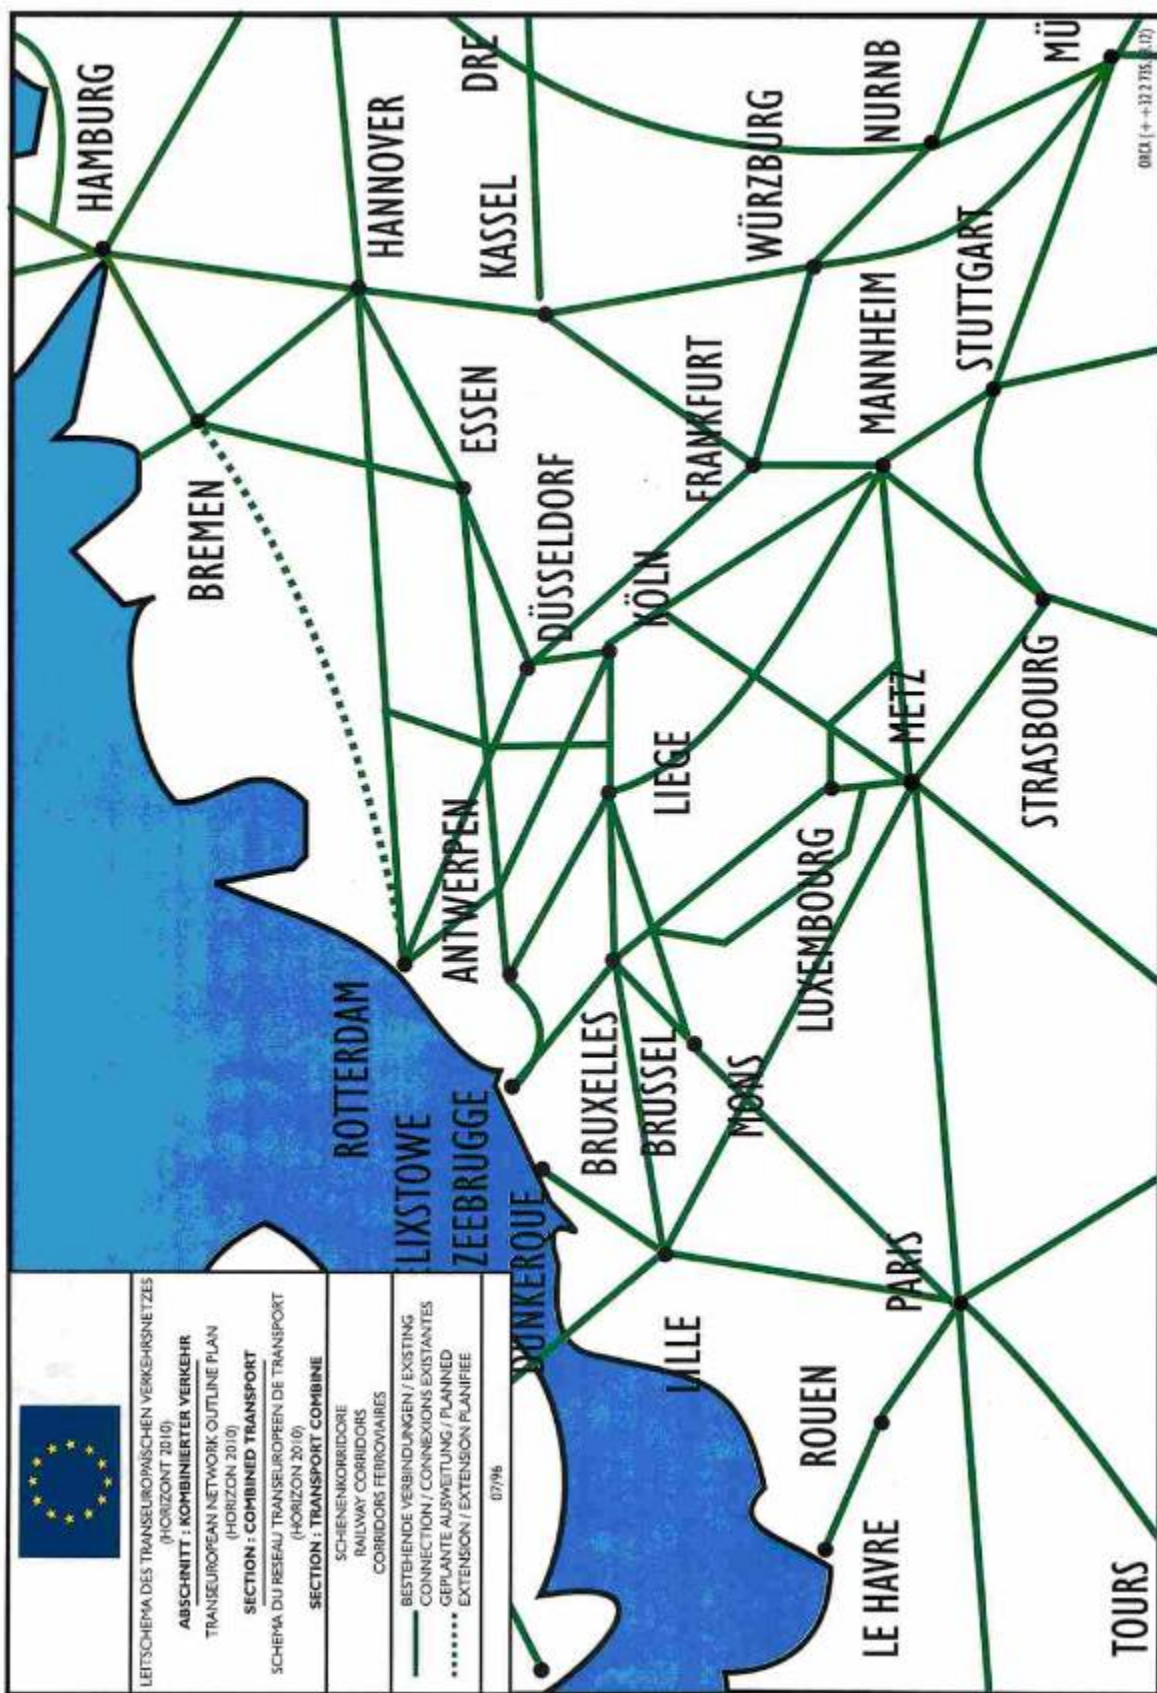 LEITSCHEMA DES TRANSEUROPÄISCHEN VERKEHRSNETZES
(HORIZONT 2010)
ABSCHNITT : KOMBINIERTER VERKEHR
TRANSEUROPEAN NETWORK OUTLINE PLAN
(HORIZON 2010)
SECTION : COMBINED TRANSPORT
SCHEMA DU RESEAU TRANSEUROPEEN DE TRANSPORT
(HORIZON 2010)
SECTION : TRANSPORT COMBINE
SCHIENENKORRIDORE
RAILWAY CORRIDORS
CORRIDORS FERROVIAIRES
BESTEHENDE VERBINDUNGEN / EXISTING
CONNECTION / CONNEXIONS EXISTANTES
GEPLANTE AUSWEITUNG / PLANNED
EXTENSION / EXTENSION PLANIFIEE
07/96
HAMBURG
BREMEN
HANNOVER
ROTTERDAM
ELIXSTOWE
ZEEBRUGGE
DUNKERQUE
ANTWERPEN
ESSEN
KASSEL
DRE
DÜSSELDORF
BRUXELLES
BRUSSEL
KÖLN
LIEGE
LILLE
MONS
FRANKFURT
WÜRZBURG
LUXEMBOURG
ROUEN
MANNHEIM
NURNB
METZ
PARIS
LE HAVRE
STUTTGART
STRASBOURG
MÜ
TOURS